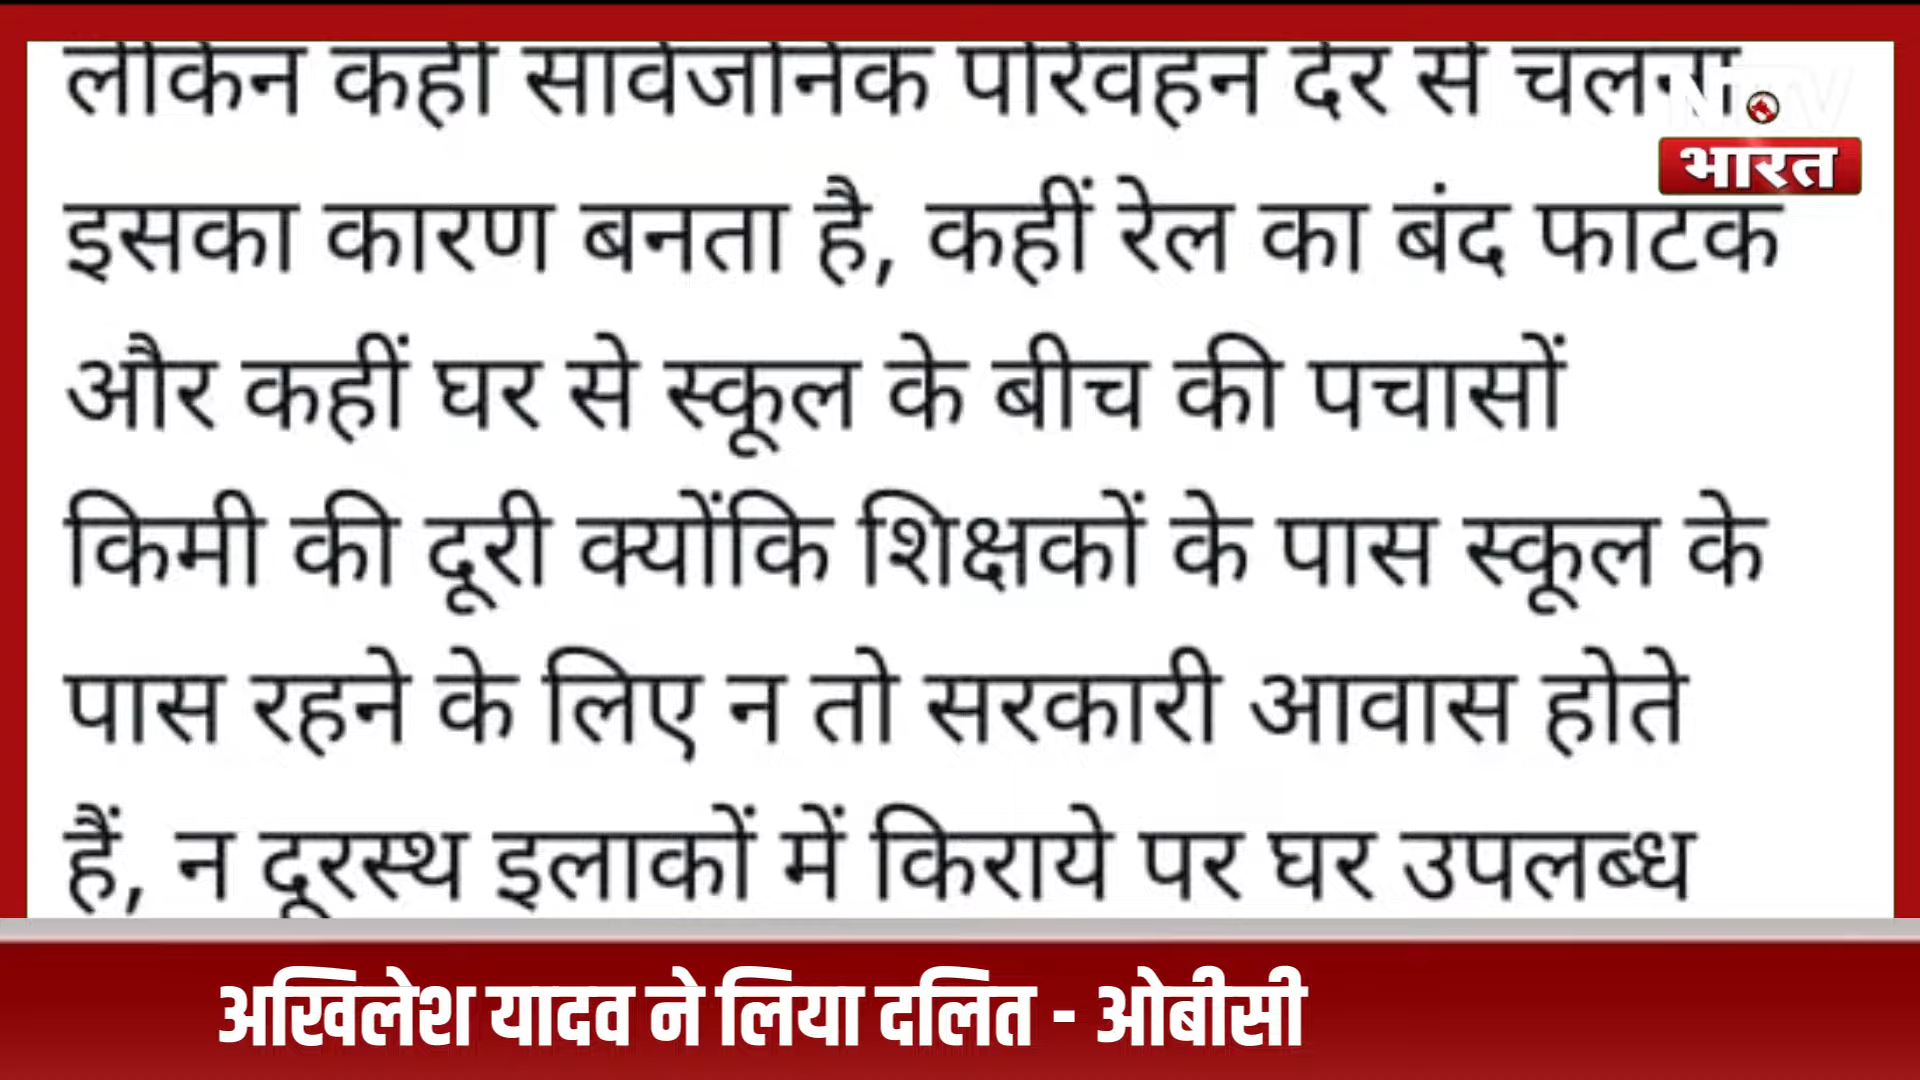 लेकिन कहीं सार्वजनिक परिवहन देर से चलना
NDTV
भारत
इसका कारण बनता है, कहीं रेल का बंद फाटक
और कहीं घर से स्कूल के बीच की पचासों
किमी की दूरी क्योंकि शिक्षकों के पास स्कूल के
पास रहने के लिए न तो सरकारी आवास होते
हैं, न दूरस्थ इलाकों में किराये पर घर उपलब्ध
अखिलेश यादव ने लिया दलित - ओबीसी